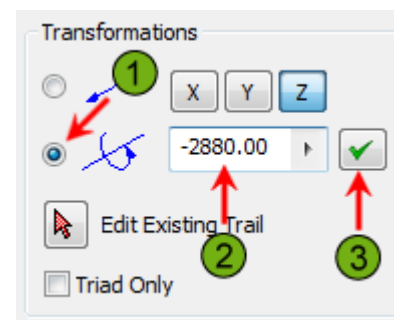 Transformations
1
X Y Z
-2880.00
Edit Existing Trail
2
3
Triad Only